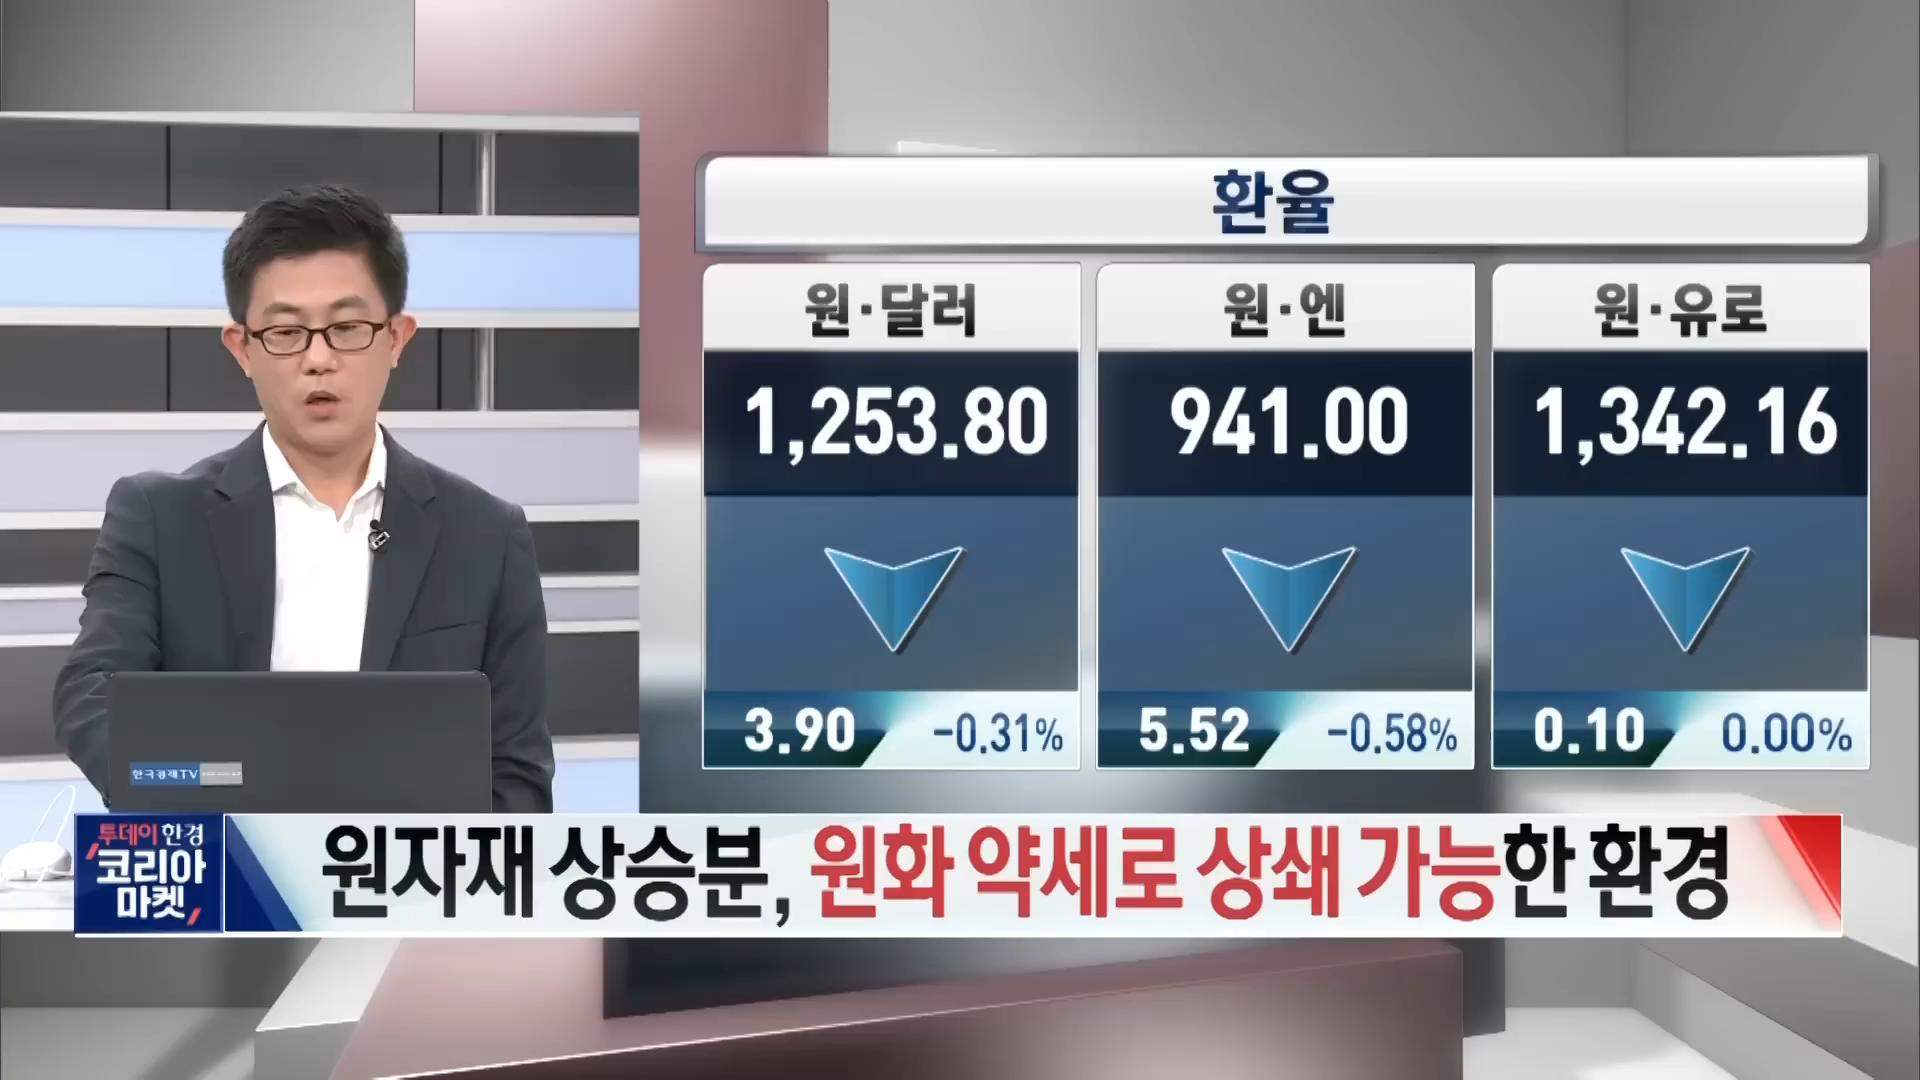 환율
원·달러
원·엔
원·유로
1,253.80
941.00
1,342.16
3.90
-0.31%
5.52
-0.58%
0.10
0.00%
한국경제TV
투데이 한경
코리아
마켓
원자재 상승분, 원화 약세로 상쇄 가능한 환경